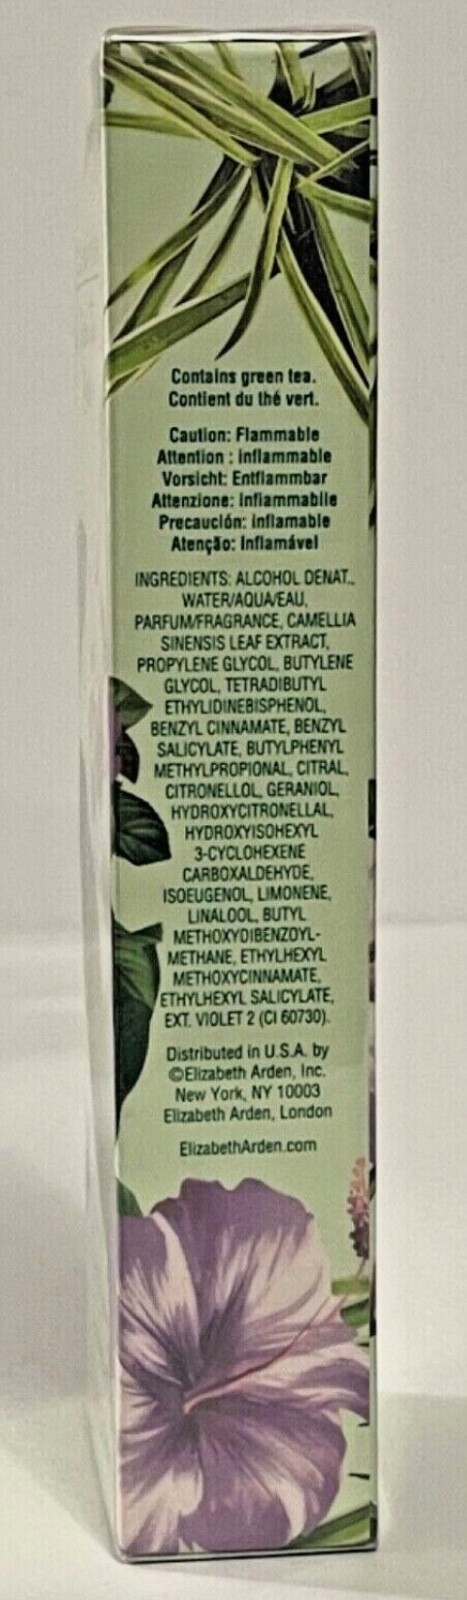 Contains green tea.
Contient du thé vert.
Caution: Flammable
Attention : inflammable
Vorsicht: Entflammbar
Attenzione: infiammabile
Precaución: inflamable
Atenção: Inflamável
INGREDIENTS: ALCOHOL DENAT.,
WATER/AQUA/EAU,
PARFUM/FRAGRANCE, CAMELLIA
SINENSIS LEAF EXTRACT,
PROPYLENE GLYCOL, BUTYLENE
GLYCOL, TETRADIBUTYL
ETHYLIDINEBISPHENOL,
BENZYL CINNAMATE, BENZYL
SALICYLATE, BUTYLPHENYL
METHYLPROPIONAL, CITRAL,
CITRONELLOL, GERANIOL,
HYDROXYCITRONELLAL,
HYDROXYISOHEXYL
3-CYCLOHEXENE
CARBOXALDEHYDE,
ISOEUGENOL, LIMONENE,
LINALOOL, BUTYL
METHOXYDIBENZOYL-
METHANE, ETHYLHEXYL
METHOXYCINNAMATE,
ETHYLHEXYL SALICYLATE,
EXT. VIOLET 2 (CI 60730).
Distributed in U.S.A. by
©Elizabeth Arden, Inc.
New York, NY 10003
Elizabeth Arden, London
ElizabethArden.com